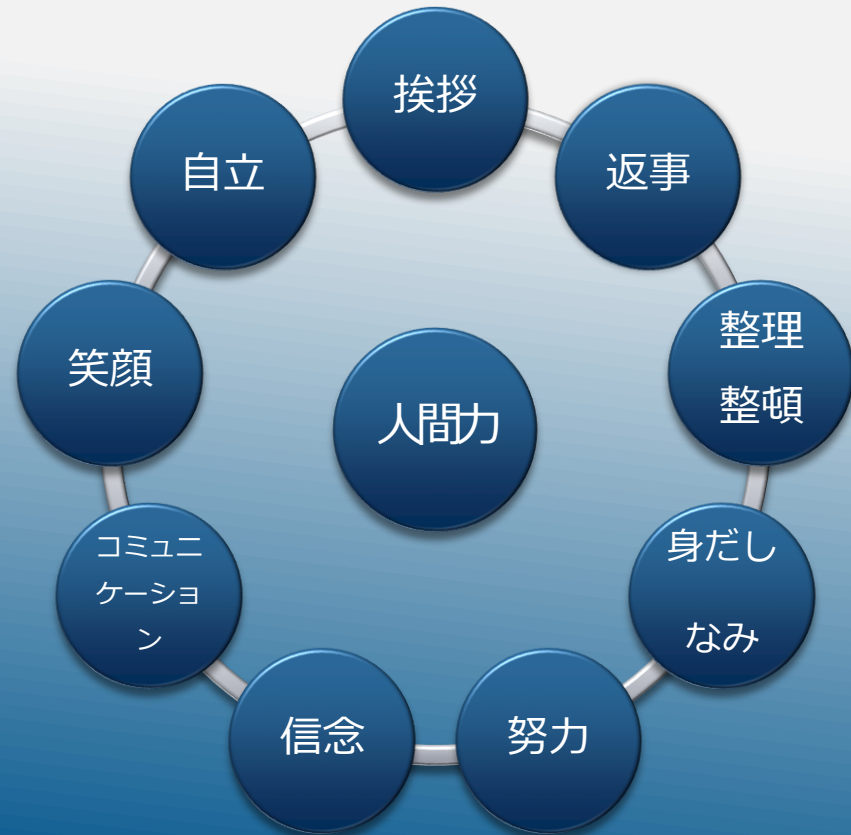 挨拶
返事
整理
整頓
身だし
なみ
努力
信念
コミュニ
ケーショ
ン
笑顔
自立
人間力